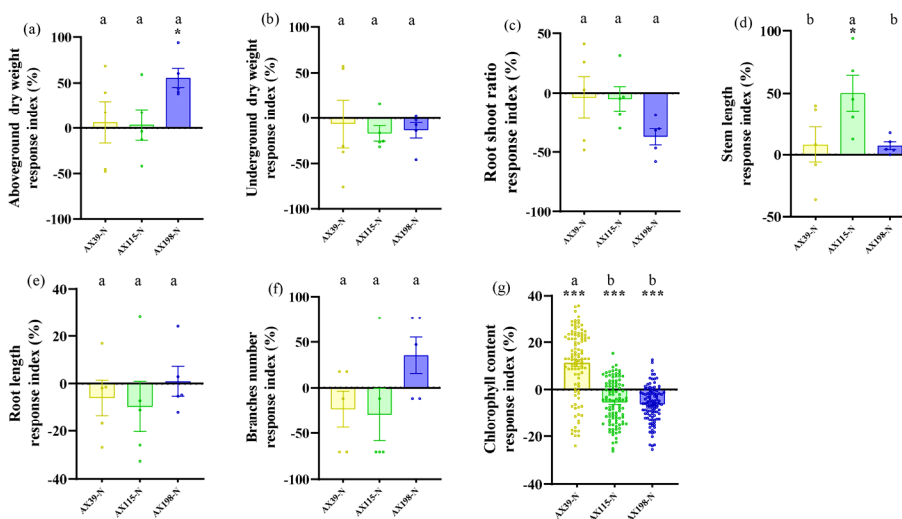 (a)
a a a
*
Aboveground dry weight
response index (%)
100
50
0
-50
-100
AX39-N AX115-N AX198-N
(b)
a a a
Underground dry weight
response index (%)
100
50
0
-50
-100
AX39-N AX115-N AX198-N
(c)
a a a
Root shoot ratio
response index (%)
50
0
-50
-100
AX39-N AX115-N AX198-N
(d)
b a b
*
Stem length
response index (%)
100
50
0
-50
AX39-N AX115-N AX198-N
(e)
a a a
Root length
response index (%)
40
20
0
-20
-40
AX39-N AX115-N AX198-N
(f)
a a a
Branches number
response index (%)
100
50
0
-50
-100
AX39-N AX115-N AX198-N
(g)
a b b
*** *** ***
Chlorophyll content
response index (%)
40
20
0
-20
-40
AX39-N AX115-N AX198-N